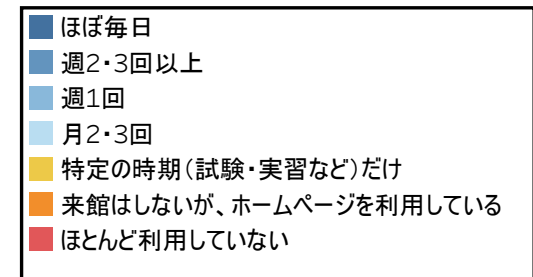 ほぼ毎日
週2・3回以上
週1回
月2・3回
特定の時期（試験・実習など）だけ
来館はしないが、ホームページを利用している
ほとんど利用していない